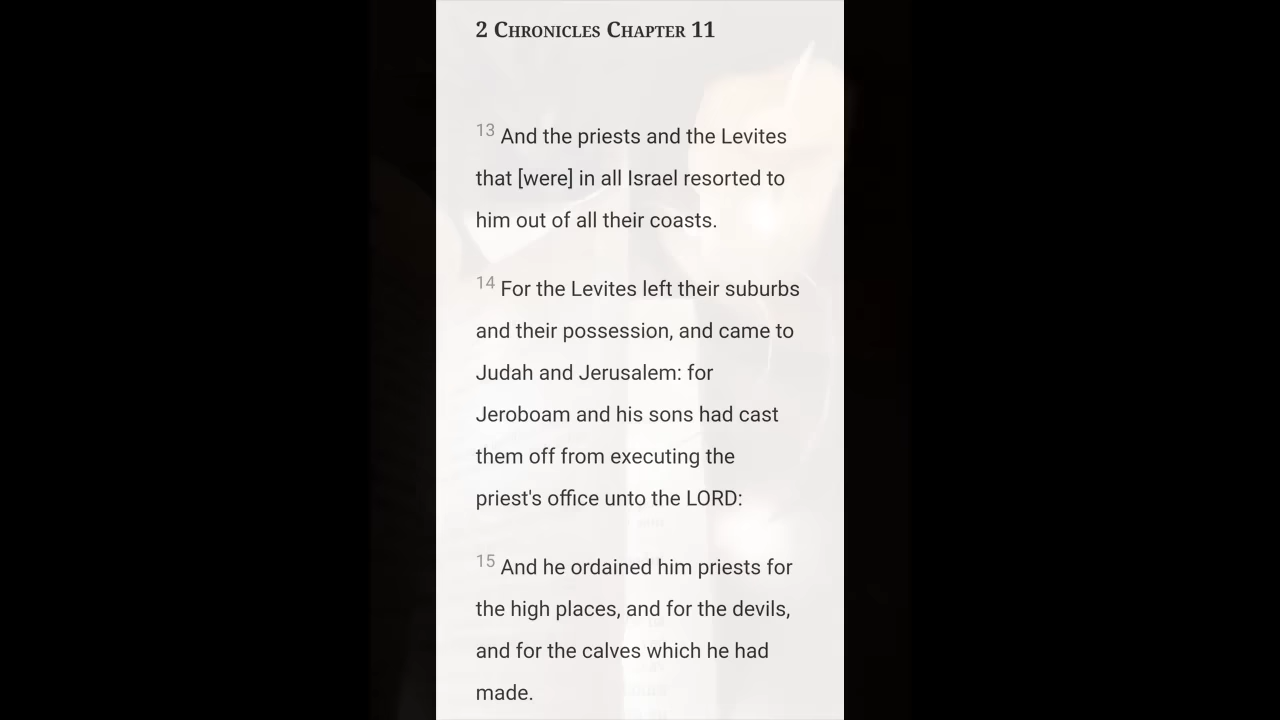 2 Chronicles Chapter 11
13 And the priests and the Levites
that [were] in all Israel resorted to
him out of all their coasts.
14 For the Levites left their suburbs
and their possession, and came to
Judah and Jerusalem: for
Jeroboam and his sons had cast
them off from executing the
priest's office unto the LORD:
15 And he ordained him priests for
the high places, and for the devils,
and for the calves which he had
made.